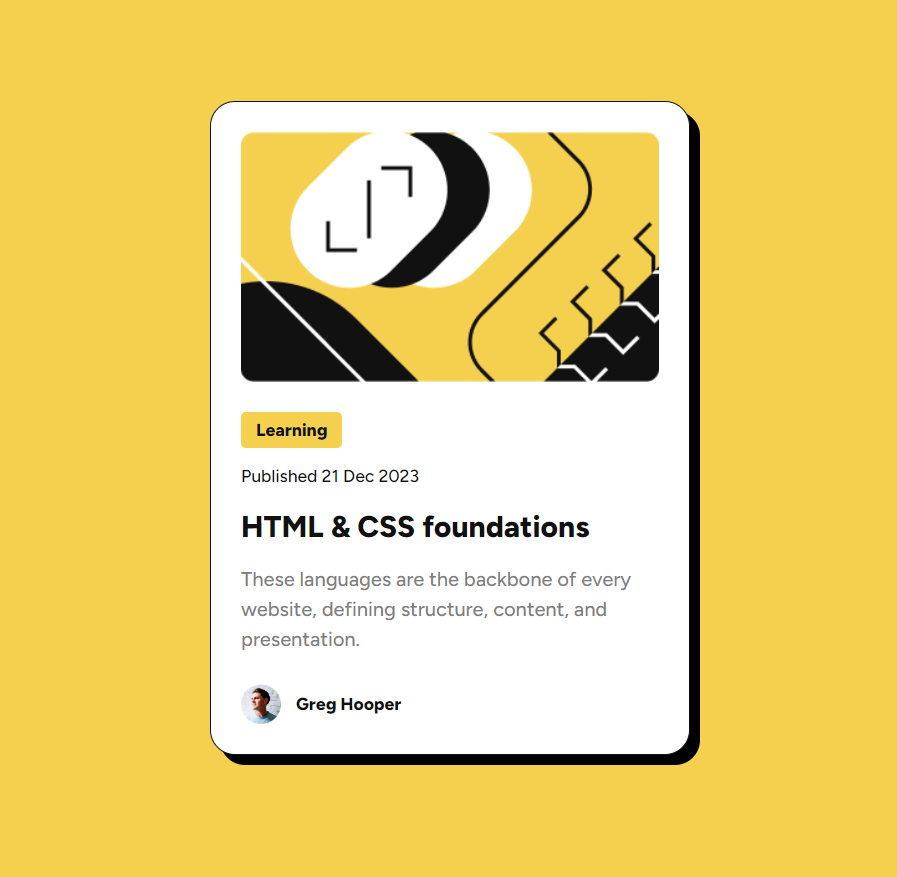 Learning
Published 21 Dec 2023
HTML & CSS foundations
These languages are the backbone of every
website, defining structure, content, and
presentation.
Greg Hooper